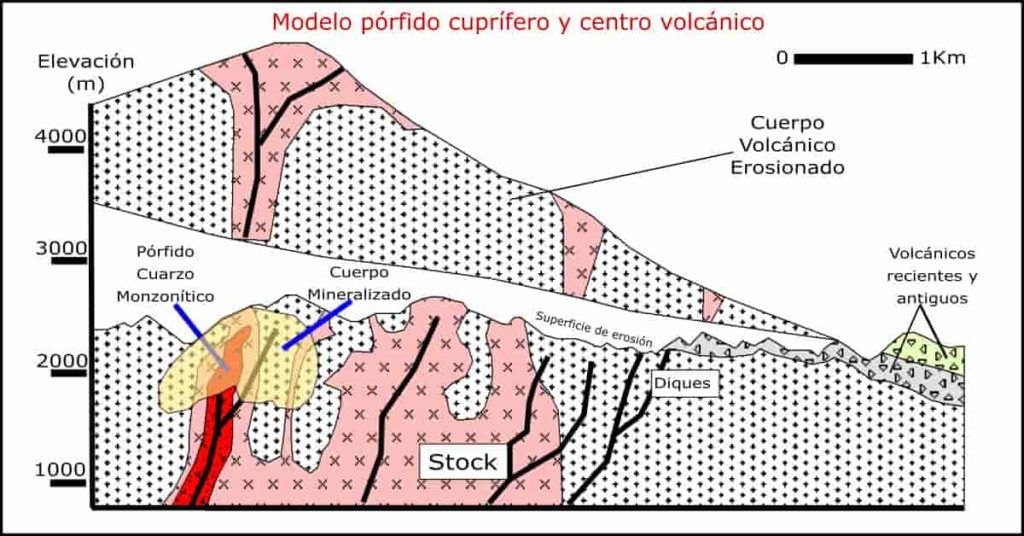 Modelo pórfido cuprífero y centro volcánico
Elevación
(m)
0
1Km
4000
3000
2000
1000
Cuerpo
Volcánico
Erosionado
Pórfido
Cuarzo
Monzonítico
Cuerpo
Mineralizado
Superficie de erosión
Volcánicos
recientes y
antiguos
Diques
Stock